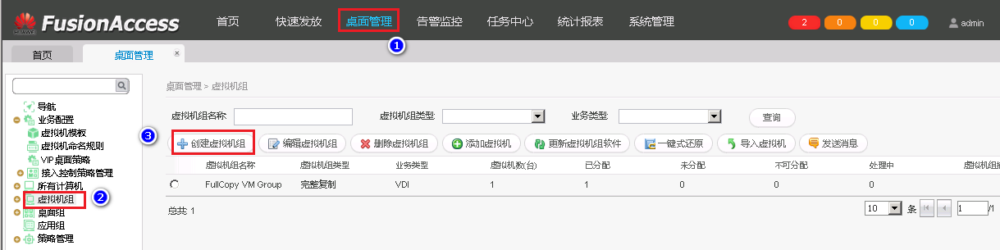 HUAWEI FusionAccess 首页 快速发放 桌面管理 告警监控 任务中心 统计报表 系统管理 2 0 0 0 admin
1
首页 桌面管理 ×
桌面管理 > 虚拟机组
导航
业务配置
虚拟机模板
虚拟机命名规则
VIP桌面策略
接入控制策略管理
所有计算机
虚拟机组
2
桌面组
应用组
策略管理
虚拟机组名称: 虚拟机组类型: 业务类型: 查询
3
创建虚拟机组 编辑虚拟机组 删除虚拟机组 添加虚拟机 更新虚拟机组软件 一键式还原 导入虚拟机 发送消息
虚拟机组名称 虚拟机组类型 业务类型 虚拟机数(台) 已分配 未分配 不可分配 处理中 虚拟机组
FullCopy VM Group 完整复制 VDI 1 1 0 0 0
总共: 1
10 条 1 /1